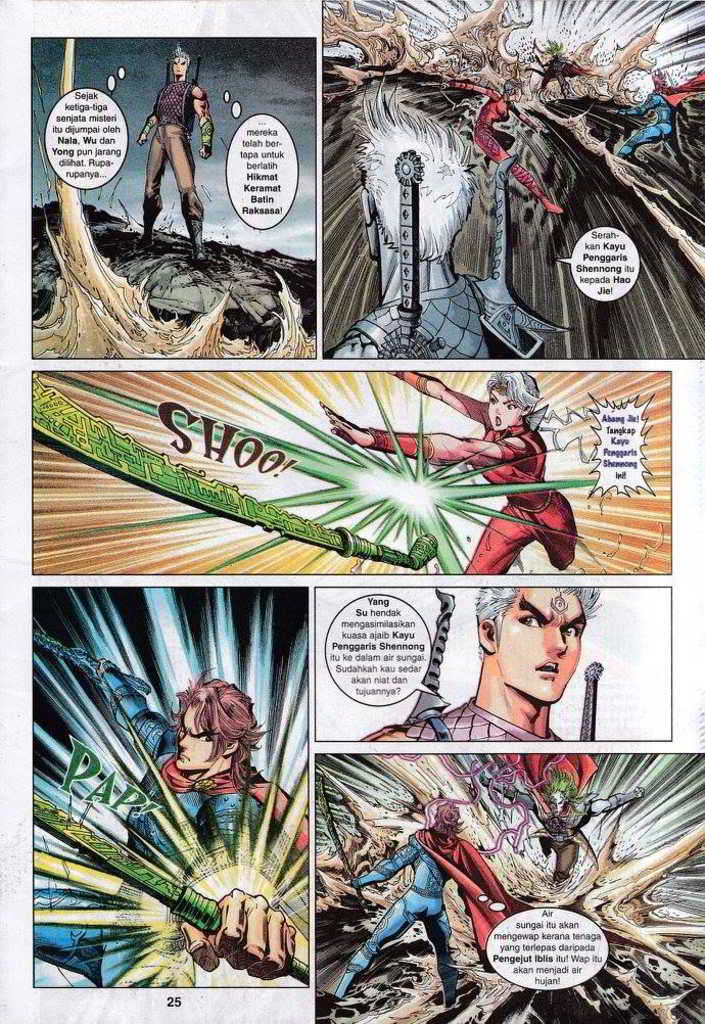 Sejak
ketiga-tiga
senjata misteri
itu dijumpai oleh
Nala, Wu dan
Yong pun jarang
dilihat. Rupa-
rupanya...
...
mereka
telah ber-
tapa untuk
berlatih
Hikmat
Keramat
Batin
Raksasa!
Serah-
kan Kayu
Penggaris
Shennong itu
kepada Hao
Jie!
SHOO!
Abang Jie!
Tangkap
Kayu
Penggaris
Shennong
ini!
PAP!
Yang
Su hendak
mengasimilasikan
kuasa ajaib Kayu
Penggaris Shennong
itu ke dalam air sungai.
Sudahkah kau sedar
akan niat dan
tujuannya?
Air
sungai itu akan
mengewap kerana tenaga
yang terlepas daripada
Pengejut Iblis itu! Wap itu
akan menjadi air
hujan!
25